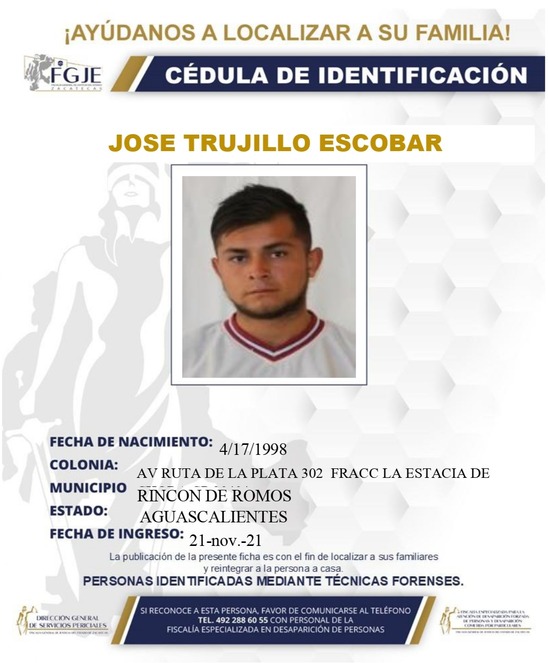 ¡AYÚDANOS A LOCALIZAR A SU FAMILIA!
FGJE
ZACATECAS
CÉDULA DE IDENTIFICACIÓN
JOSE TRUJILLO ESCOBAR
FECHA DE NACIMIENTO: 4/17/1998
COLONIA: AV RUTA DE LA PLATA 302 FRACC LA ESTACIA DE
MUNICIPIO RINCON DE ROMOS
ESTADO: AGUASCALIENTES
FECHA DE INGRESO: 21-nov.-21
La publicación de la presente ficha es con el fin de localizar a sus familiares
y reintegrar a la persona a casa.
PERSONAS IDENTIFICADAS MEDIANTE TÉCNICAS FORENSES.
DIRECCIÓN GENERAL
DE SERVICIOS PERICIALES
SI RECONOCE A ESTA PERSONA, FAVOR DE COMUNICARSE AL TELÉFONO
TEL. 492 288 60 55 CON PERSONAL DE LA
FISCALÍA ESPECIALIZADA EN DESAPARICIÓN DE PERSONAS